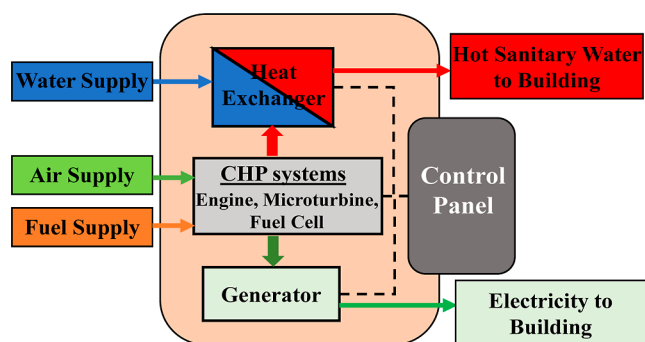 Water Supply
Heat
Exchanger
Hot Sanitary Water
to Building
Air Supply
Fuel Supply
CHP systems
Engine, Microturbine,
Fuel Cell
Control
Panel
Generator
Electricity to
Building